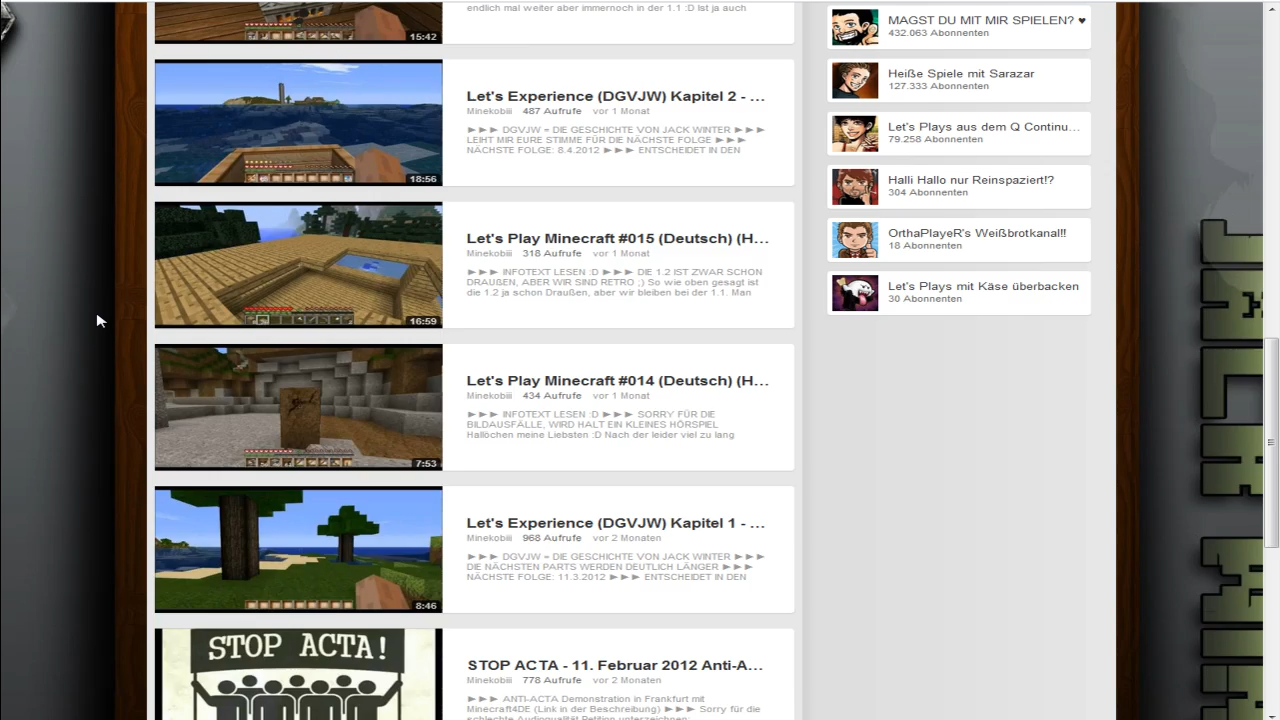 endlich mal weiter aber immernoch in der 1.1 :D Ist ja auch
15:42
Let's Experience (DGVJW) Kapitel 2 - ...
Minekobiii 487 Aufrufe vor 1 Monat
►►► DGVJW = DIE GESCHICHTE VON JACK WINTER ►►►
LEIHT MIR EURE STIMME FÜR DIE NÄCHSTE FOLGE ►►►
NÄCHSTE FOLGE: 8.4.2012 ►►► ENTSCHEIDET IN DEN
18:56
Let's Play Minecraft #015 (Deutsch) (H...
Minekobiii 318 Aufrufe vor 1 Monat
►►► INFOTEXT LESEN :D ►►► DIE 1.2 IST ZWAR SCHON
DRAUßEN, ABER WIR SIND RETRO ;) So wie oben gesagt ist
die 1.2 ja schon Draußen, aber wir bleiben bei der 1.1. Man
16:59
Let's Play Minecraft #014 (Deutsch) (H...
Minekobiii 434 Aufrufe vor 1 Monat
►►► INFOTEXT LESEN :D ►►► SORRY FÜR DIE
BILDAUSFÄLLE, WIRD HALT EIN KLEINES HÖRSPIEL
Hallöchen meine Liebsten :D Nach der leider viel zu lang
7:53
Let's Experience (DGVJW) Kapitel 1 - ...
Minekobiii 968 Aufrufe vor 2 Monaten
►►► DGVJW = DIE GESCHICHTE VON JACK WINTER ►►►
DIE NÄCHSTEN PARTS WERDEN DEUTLICH LÄNGER ►►►
NÄCHSTE FOLGE: 11.3.2012 ►►► ENTSCHEIDET IN DEN
8:46
STOP ACTA!
STOP ACTA - 11. Februar 2012 Anti-A...
Minekobiii 778 Aufrufe vor 2 Monaten
►►► ANTI-ACTA Demonstration in Frankfurt mit
Minecraft4DE (Link in der Beschreibung) ►►► Sorry für die
schlechte Audioqualität Petition unterzeichnen:
MAGST DU MIT MIR SPIELEN? ♥
432.063 Abonnenten
Heiße Spiele mit Sarazar
127.333 Abonnenten
Let's Plays aus dem Q Continu...
79.258 Abonnenten
Halli Hallo nur Reinspaziert!?
304 Abonnenten
OrthaPlayeR's Weißbrotkanal!!
18 Abonnenten
Let's Plays mit Käse überbacken
30 Abonnenten